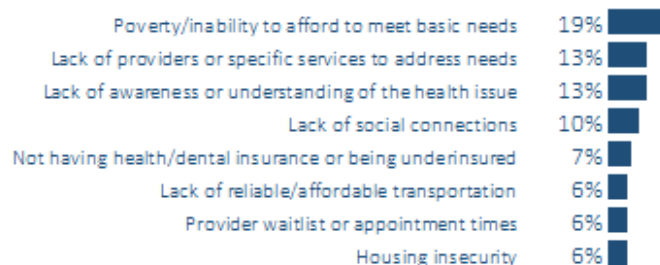 Poverty/inability to afford to meet basic needs 19%
Lack of providers or specific services to address needs 13%
Lack of awareness or understanding of the health issue 13%
Lack of social connections 10%
Not having health/dental insurance or being underinsured 7%
Lack of reliable/affordable transportation 6%
Provider waitlist or appointment times 6%
Housing insecurity 6%